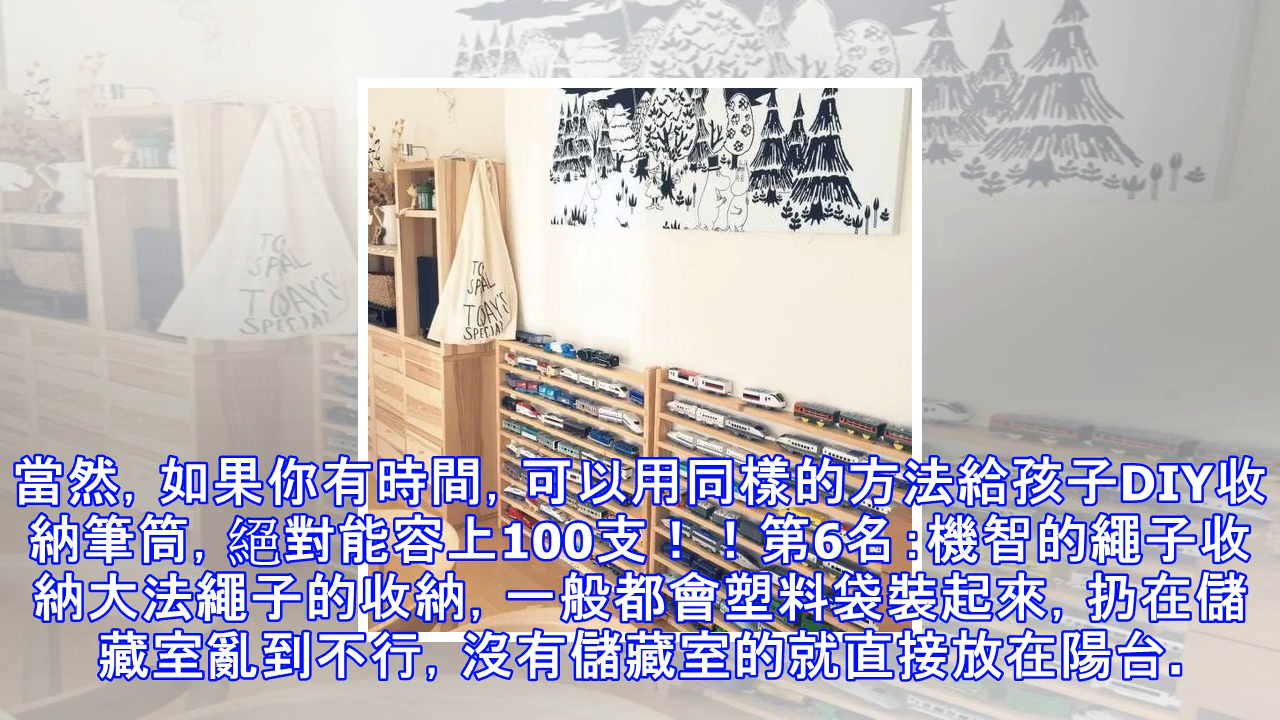 TO
SPAL
TODAY'S
SPECIAL
當然, 如果你有時間, 可以用同樣的方法給孩子DIY收
納筆筒, 絕對能容上100支！！第6名:機智的繩子收
納大法繩子的收納, 一般都會塑料袋裝起來, 扔在儲
藏室亂到不行, 沒有儲藏室的就直接放在陽台.